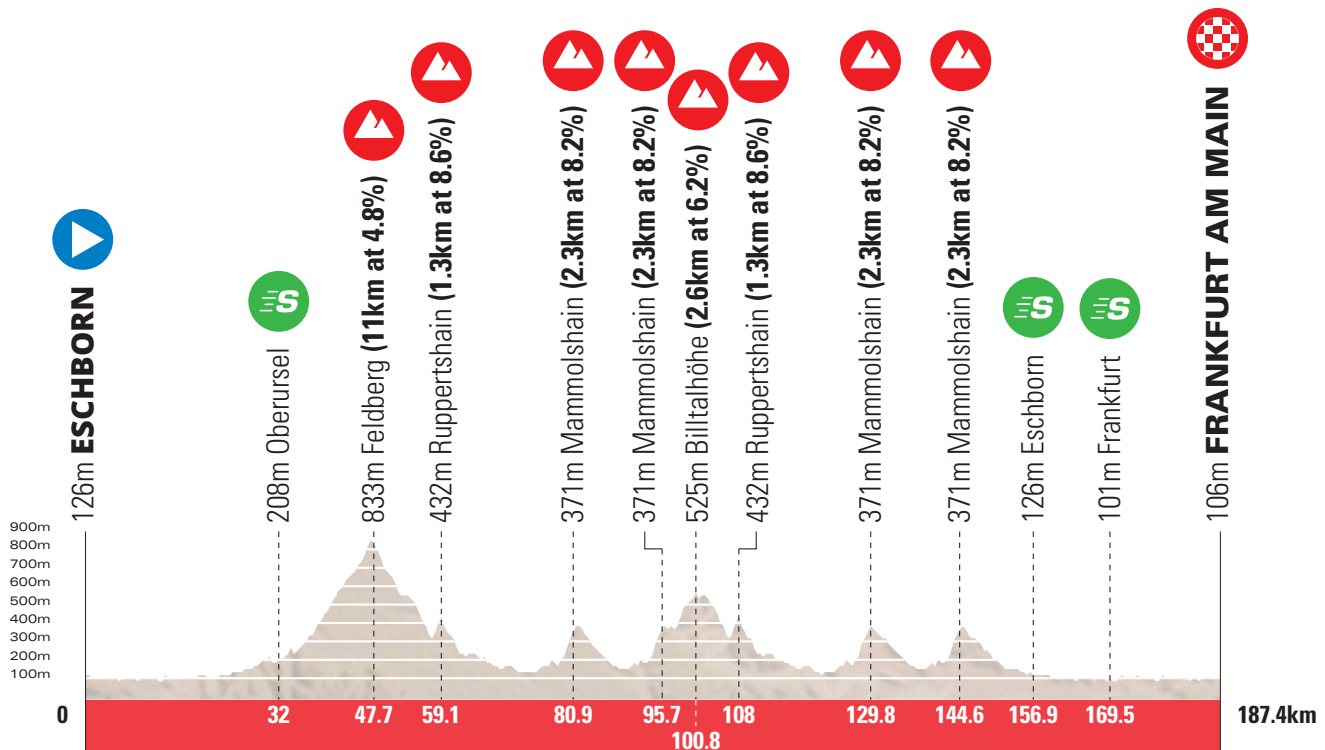 126m ESCHBORN
S
208m Oberursel
833m Feldberg (11km at 4.8%)
432m Ruppertshain (1.3km at 8.6%)
371m Mammolshain (2.3km at 8.2%)
371m Mammolshain (2.3km at 8.2%)
525m Billtalhöhe (2.6km at 6.2%)
432m Ruppertshain (1.3km at 8.6%)
371m Mammolshain (2.3km at 8.2%)
371m Mammolshain (2.3km at 8.2%)
S
126m Eschborn
S
101m Frankfurt
106m FRANKFURT AM MAIN
900m
800m
700m
600m
500m
400m
300m
200m
100m
0 32 47.7 59.1 80.9 95.7 108 129.8 144.6 156.9 169.5 187.4km
100.8